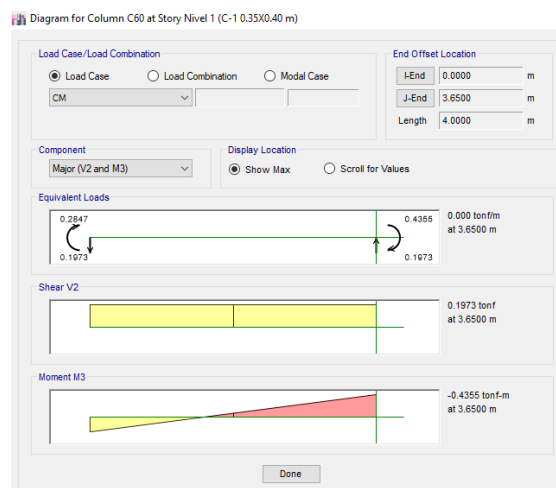 Diagram for Column C60 at Story Nivel 1 (C-1 0.35X0.40 m)
Load Case/Load Combination
Load Case
Load Combination
Modal Case
CM
End Offset Location
I-End
0.0000
m
J-End
3.6500
m
Length
4.0000
m
Component
Major (V2 and M3)
Display Location
Show Max
Scroll for Values
Equivalent Loads
0.2847
0.4355
0.1973
0.1973
0.000 tonf/m
at 3.6500 m
Shear V2
0.1973 tonf
at 3.6500 m
Moment M3
-0.4355 tonf-m
at 3.6500 m
Done